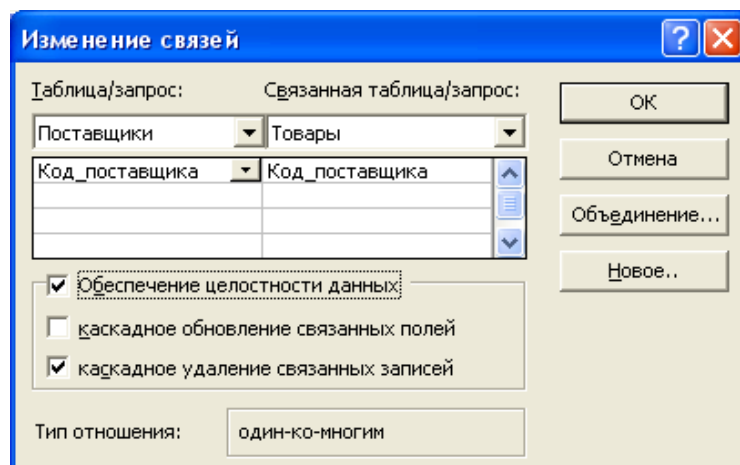 Изменение связей
Таблица/запрос: Связанная таблица/запрос:
Поставщики Товары
Код_поставщика Код_поставщика
Обеспечение целостности данных
каскадное обновление связанных полей
каскадное удаление связанных записей
Тип отношения: один-ко-многим
ОК
Отмена
Объединение...
Новое..